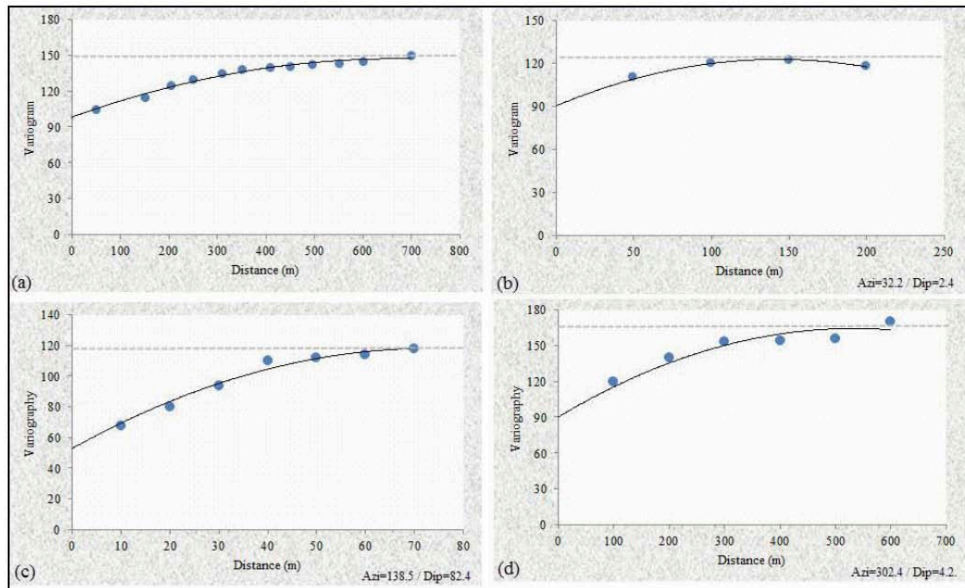 180
150
120
90
60
30
0
Variogram
0 100 200 300 400 500 600 700 800
Distance (m)
(a)
150
120
90
60
30
0
Variogram
0 50 100 150 200 250
Distance (m)
(b)
Azi=32.2 / Dip=2.4
140
120
100
80
60
40
20
0
Variography
0 10 20 30 40 50 60 70 80
Distance (m)
(c)
Azi=138.5 / Dip=82.4
180
150
120
90
60
30
0
Variography
0 100 200 300 400 500 600 700
Distance (m)
(d)
Azi=302.4 / Dip=4.2